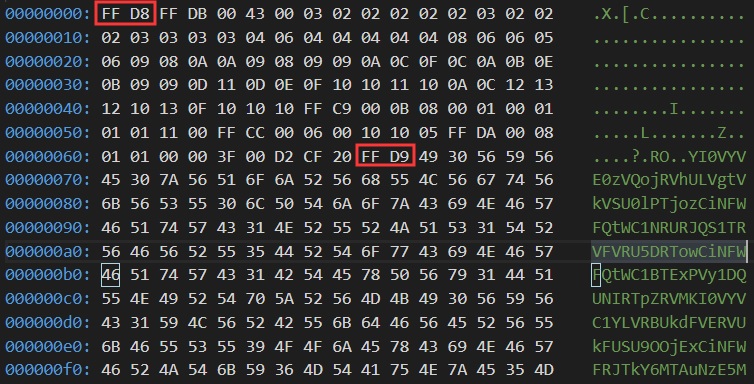 00000000: FF D8 FF DB 00 43 00 03 02 02 02 02 02 03 02 02 .X.[.C..........
00000010: 02 03 03 03 03 04 06 04 04 04 04 04 08 06 06 05 ................
00000020: 06 09 08 0A 0A 09 08 09 09 0A 0C 0F 0C 0A 0B 0E ................
00000030: 0B 09 09 0D 11 0D 0E 0F 10 10 11 10 0A 0C 12 13 ................
00000040: 12 10 13 0F 10 10 10 FF C9 00 0B 08 00 01 00 01 ........I.......
00000050: 01 01 11 00 FF CC 00 06 00 10 10 05 FF DA 00 08 .....L.......Z..
00000060: 01 01 00 00 3F 00 D2 CF 20 FF D9 49 30 56 59 56 ....?.RO..YI0VYV
00000070: 45 30 7A 56 51 6F 6A 52 56 68 55 4C 56 67 74 56 E0zVQojRVhULVgtV
00000080: 6B 56 53 55 30 6C 50 54 6A 6F 7A 43 69 4E 46 57 kVSU0lPTjozCiNFW
00000090: 46 51 74 57 43 31 4E 52 55 52 4A 51 53 31 54 52 FQtWC1NRURJQS1TR
000000a0: 56 46 56 52 55 35 44 52 54 6F 77 43 69 4E 46 57 VFVRU5DRTowCiNFW
000000b0: 46 51 74 57 43 31 42 54 45 78 50 56 79 31 44 51 FQtWC1BTExPVy1DQ
000000c0: 55 4E 49 52 54 70 5A 52 56 4D 4B 49 30 56 59 56 UNIRTpZRVMKI0VYV
000000d0: 43 31 59 4C 56 52 42 55 6B 64 46 56 45 52 56 55 C1YLVRBUkdFVERVU
000000e0: 6B 46 55 53 55 39 4F 4F 6A 45 78 43 69 4E 46 57 kFUSU9OOjExCiNFW
000000f0: 46 52 4A 54 6B 59 36 4D 54 41 75 4E 7A 45 35 4D FRJTkY6MTAuNzE5M